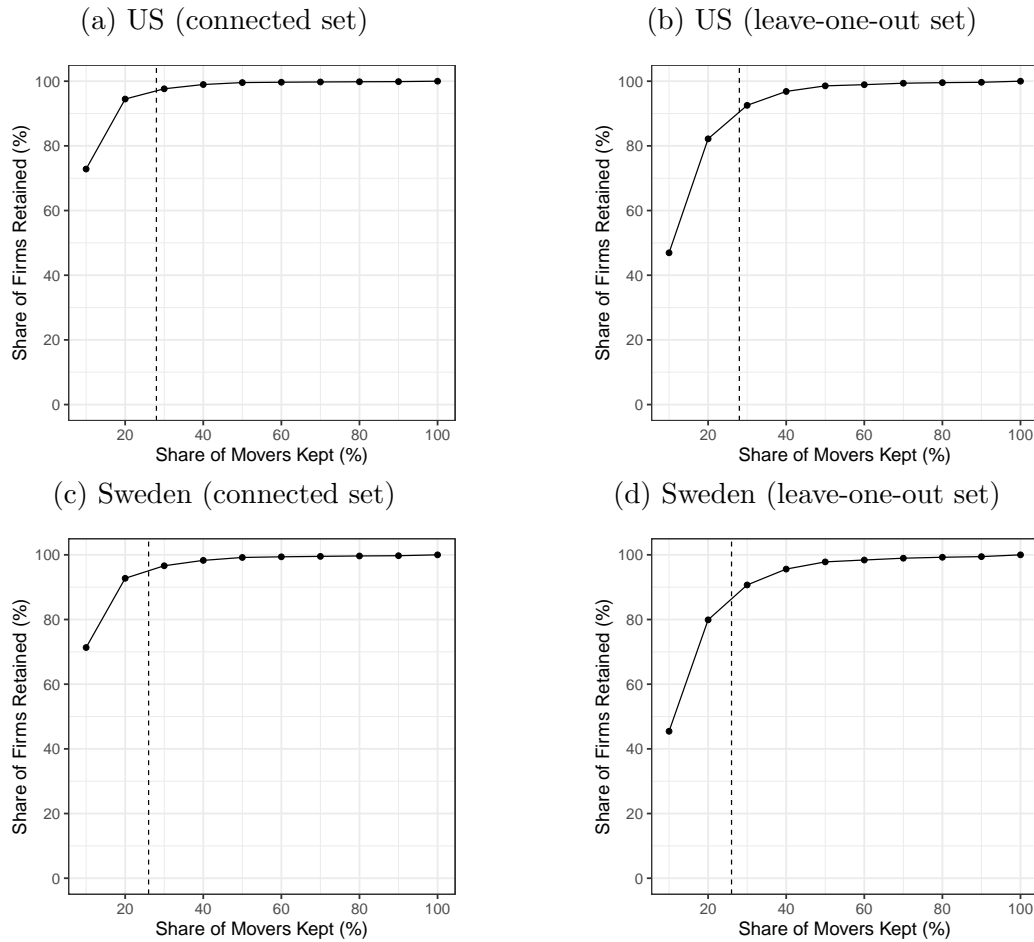 (a) US (connected set)
Share of Firms Retained (%)
100
80
60
40
20
0
20 40 60 80 100
Share of Movers Kept (%)
(b) US (leave-one-out set)
Share of Firms Retained (%)
100
80
60
40
20
0
20 40 60 80 100
Share of Movers Kept (%)
(c) Sweden (connected set)
Share of Firms Retained (%)
100
80
60
40
20
0
20 40 60 80 100
Share of Movers Kept (%)
(d) Sweden (leave-one-out set)
Share of Firms Retained (%)
100
80
60
40
20
0
20 40 60 80 100
Share of Movers Kept (%)